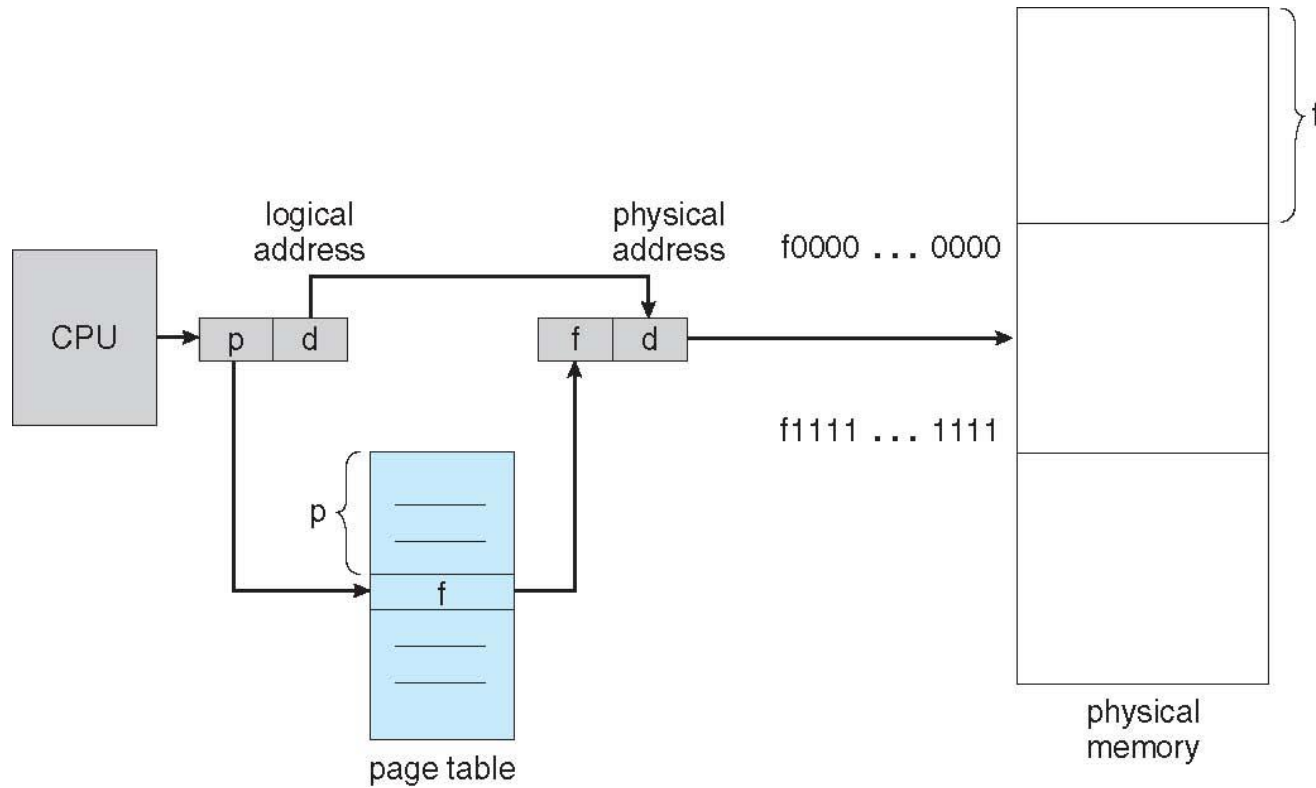 f
logical
address
physical
address
f0000 ... 0000
CPU
p
d
f
d
f1111 ... 1111
p
f
page table
physical
memory